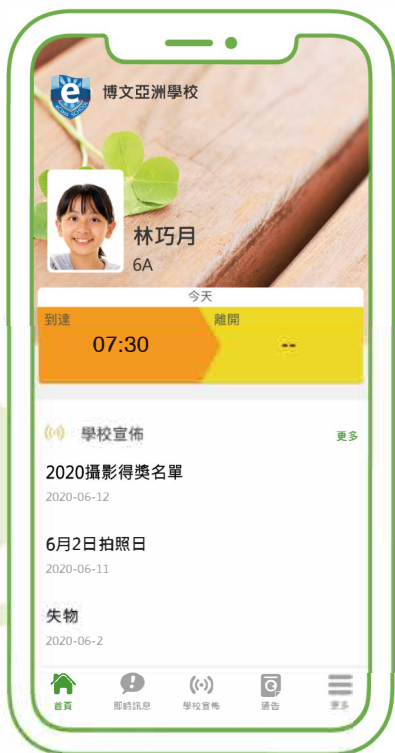 e
博文亞洲學校
林巧月
6A
今天
到達
離開
07:30
--
學校宣佈
更多
2020攝影得獎名單
2020-06-12
6月2日拍照日
2020-06-11
失物
2020-06-2
首頁
即時訊息
學校宣佈
通告
更多